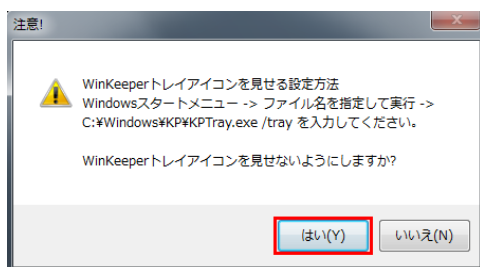 注意!
WinKeeperトレイアイコンを見せる設定方法
Windowsスタートメニュー -> ファイル名を指定して実行 ->
C:¥Windows¥KP¥KPTray.exe /tray を入力してください。
WinKeeperトレイアイコンを見せないようにしますか?
はい(Y)
いいえ(N)